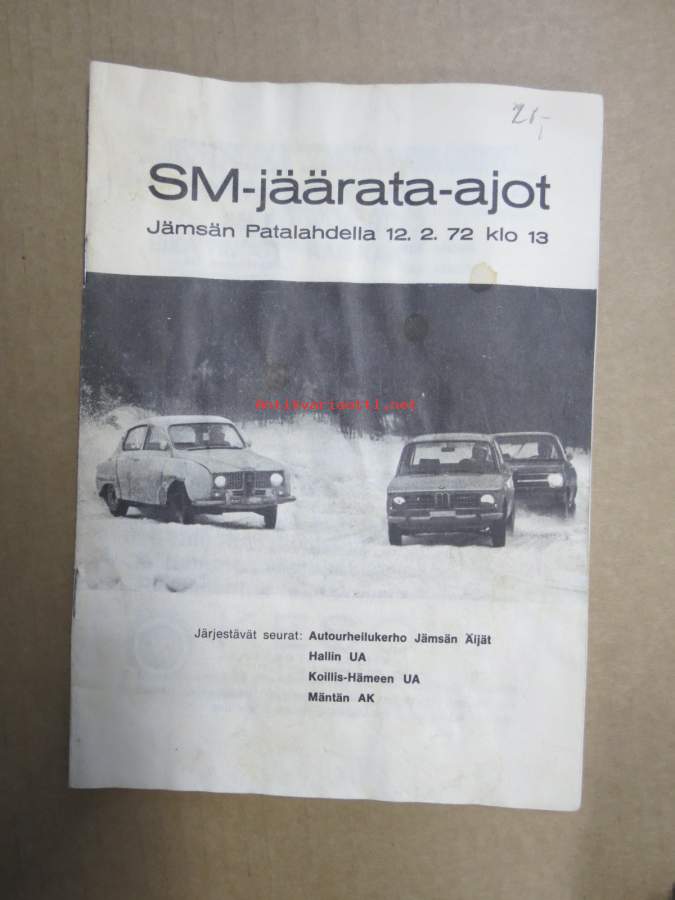 21,-
SM-jäärata-ajot
Jämsän Patalahdella 12. 2. 72 klo 13
Antikvariaatti.net
Järjestävät seurat: Autourheilukerho Jämsän Äijät
Hallin UA
Koillis-Hämeen UA
Mäntän AK